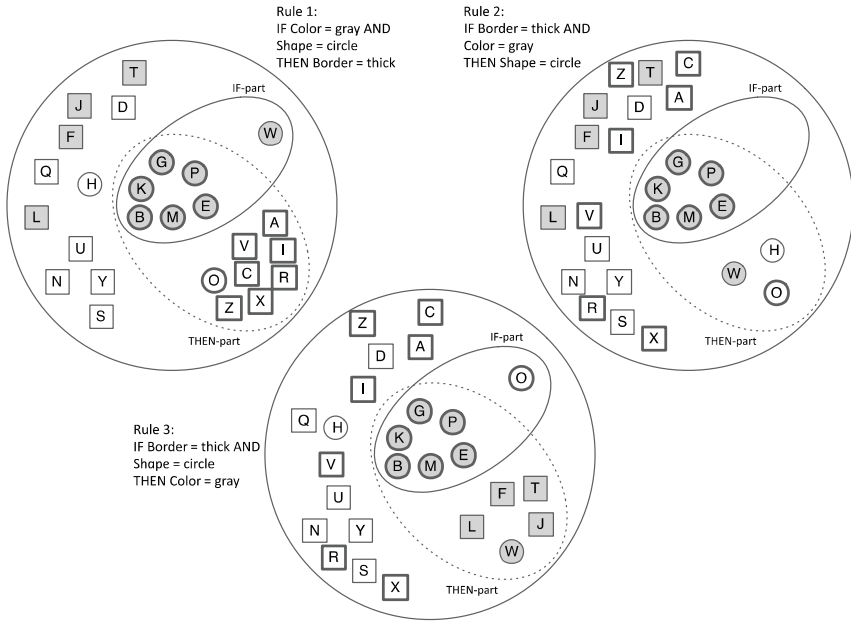 Rule 1:
IF Color = gray AND
Shape = circle
THEN Border = thick
Rule 2:
IF Border = thick AND
Color = gray
THEN Shape = circle
T
J
D
F
Q
H
L
U
N
Y
S
IF-part
W
G
P
K
B
M
E
A
V
I
C
R
O
Z
X
THEN-part
Z
T
C
J
D
A
F
I
Q
L
V
U
N
Y
R
S
X
IF-part
G
P
K
B
M
E
H
W
O
THEN-part
Rule 3:
IF Border = thick AND
Shape = circle
THEN Color = gray
Z
C
D
A
I
Q
H
V
U
N
Y
R
S
X
IF-part
O
G
P
K
B
M
E
F
T
L
J
W
THEN-part